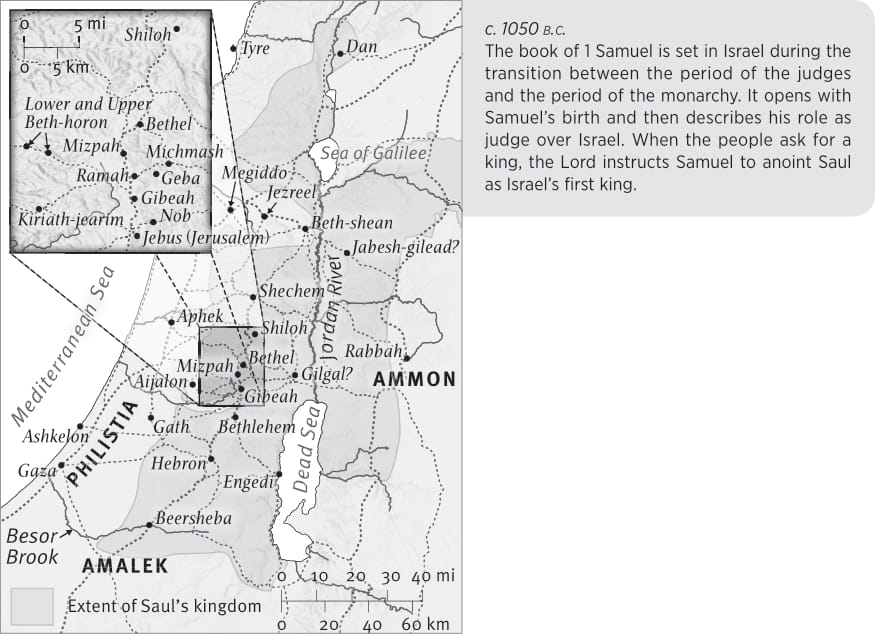 0 5 mi
0 5 km
Shiloh
Lower and Upper
Beth-horon
Bethel
Mizpah
Michmash
Ramah
Geba
Gibeah
Kiriath-jearim
Nob
Jebus (Jerusalem)
Tyre
Dan
Sea of Galilee
Megiddo
Jezreel
Beth-shean
Jabesh-gilead?
Jordan River
Mediterranean Sea
Shechem
Aphek
Shiloh
Bethel
Mizpah
Rabbah
Aijalon
Gilgal?
AMMON
Gibeah
PHILISTIA
Gath
Bethlehem
Ashkelon
Dead Sea
Gaza
Hebron
Engedi
Beersheba
Besor
Brook
AMALEK
Extent of Saul's kingdom
0 10 20 30 40 mi
0 20 40 60 km
c. 1050 B.C.
The book of 1 Samuel is set in Israel during the
transition between the period of the judges
and the period of the monarchy. It opens with
Samuel's birth and then describes his role as
judge over Israel. When the people ask for a
king, the Lord instructs Samuel to anoint Saul
as Israel's first king.